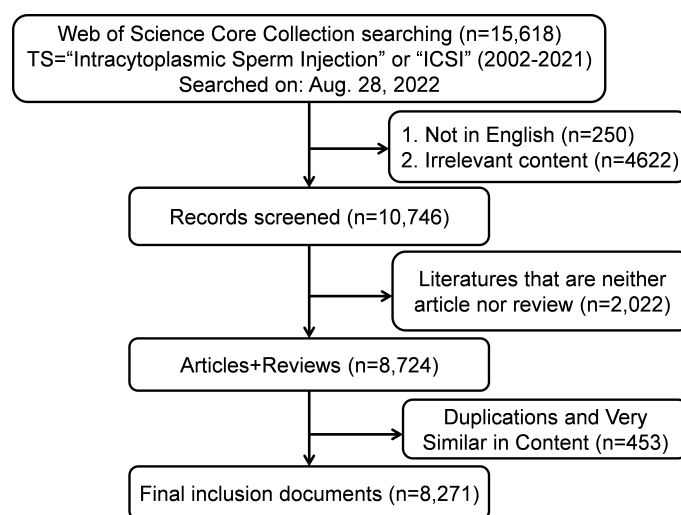 Web of Science Core Collection searching (n=15,618)
TS=“Intracytoplasmic Sperm Injection” or “ICSI” (2002-2021)
Searched on: Aug. 28, 2022
1. Not in English (n=250)
2. Irrelevant content (n=4622)
Records screened (n=10,746)
Literatures that are neither
article nor review (n=2,022)
Articles+Reviews (n=8,724)
Duplications and Very
Similar in Content (n=453)
Final inclusion documents (n=8,271)